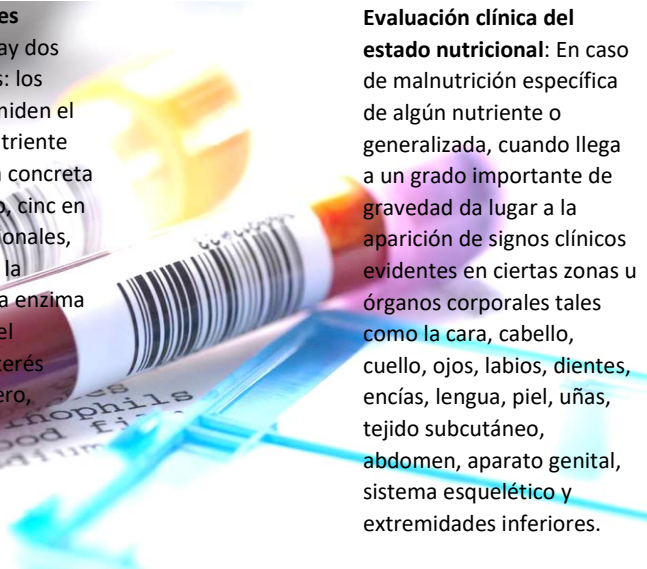 es
ay dos
s: los
miden el
triente
a concreta
o, cinc en
ionales,
la
a enzima
el
terés
ero,
Evaluación clínica del
estado nutricional: En caso
de malnutrición específica
de algún nutriente o
generalizada, cuando llega
a un grado importante de
gravedad da lugar a la
aparición de signos clínicos
evidentes en ciertas zonas u
órganos corporales tales
como la cara, cabello,
cuello, ojos, labios, dientes,
encías, lengua, piel, uñas,
tejido subcutáneo,
abdomen, aparato genital,
sistema esquelético y
extremidades inferiores.
inophils